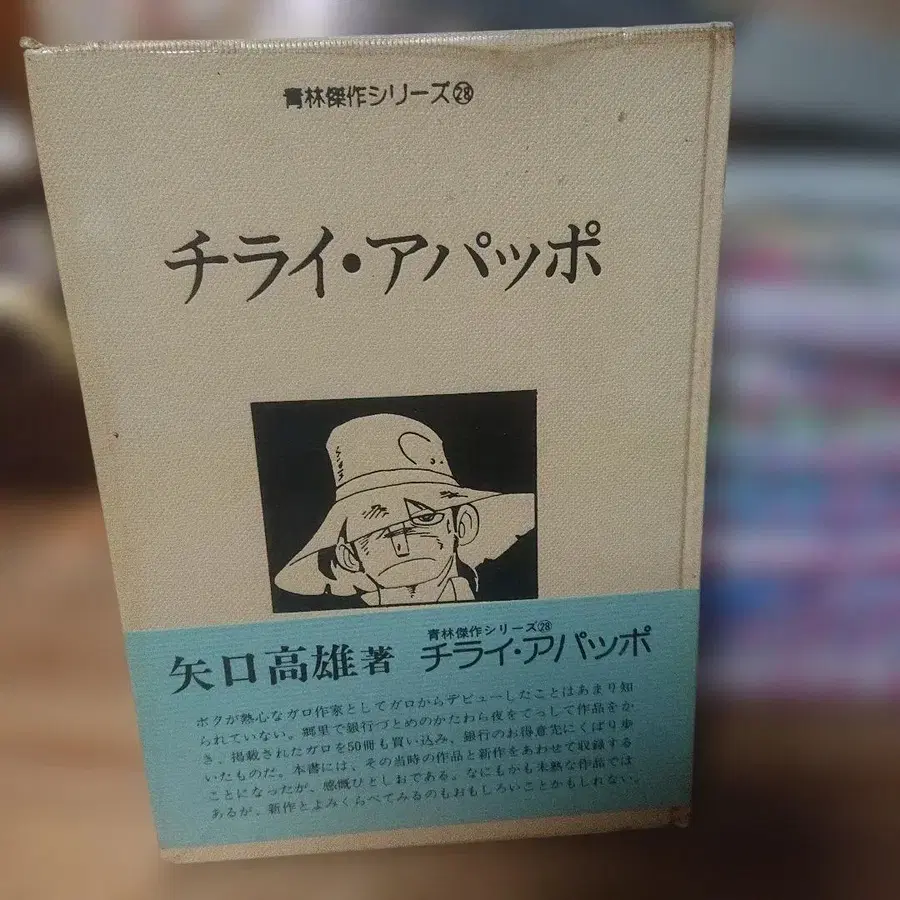 青林傑作シリーズ㉘
チライ・アパッポ
矢口高雄著
青林傑作シリーズ㉘
チライ・アパッポ
ボクが熱心なガロ作家としてガロからデビューしたことはあまり知
られていない。郷里で銀行づとめのかたわら夜をてっして作品をか
き、掲載されたガロを50冊も買い込み、銀行のお得意先にくばり歩
いたものだ。本書には、その当時の作品と新作をあわせて収録する
ことになったが、感慨ひとしおである。なにもかも未熟な作品では
あるが、新作とよみくらべてみるのもおもしろいことかもしれない。